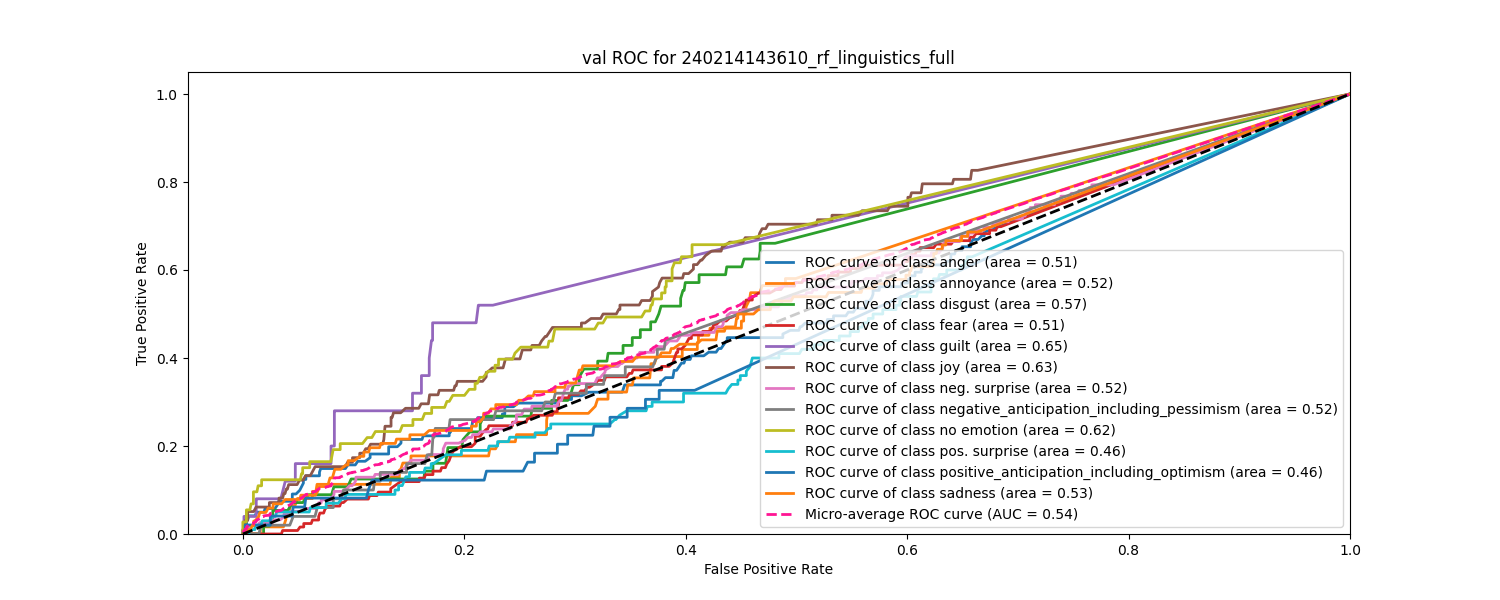 val ROC for 240214143610_rf_linguistics_full
True Positive Rate
1.0
0.8
0.6
0.4
0.2
0.0
ROC curve of class anger (area = 0.51)
ROC curve of class annoyance (area = 0.52)
ROC curve of class disgust (area = 0.57)
ROC curve of class fear (area = 0.51)
ROC curve of class guilt (area = 0.65)
ROC curve of class joy (area = 0.63)
ROC curve of class neg. surprise (area = 0.52)
ROC curve of class negative_anticipation_including_pessimism (area = 0.52)
ROC curve of class no emotion (area = 0.62)
ROC curve of class pos. surprise (area = 0.46)
ROC curve of class positive_anticipation_including_optimism (area = 0.46)
ROC curve of class sadness (area = 0.53)
Micro-average ROC curve (AUC = 0.54)
0.0 0.2 0.4 0.6 0.8 1.0
False Positive Rate